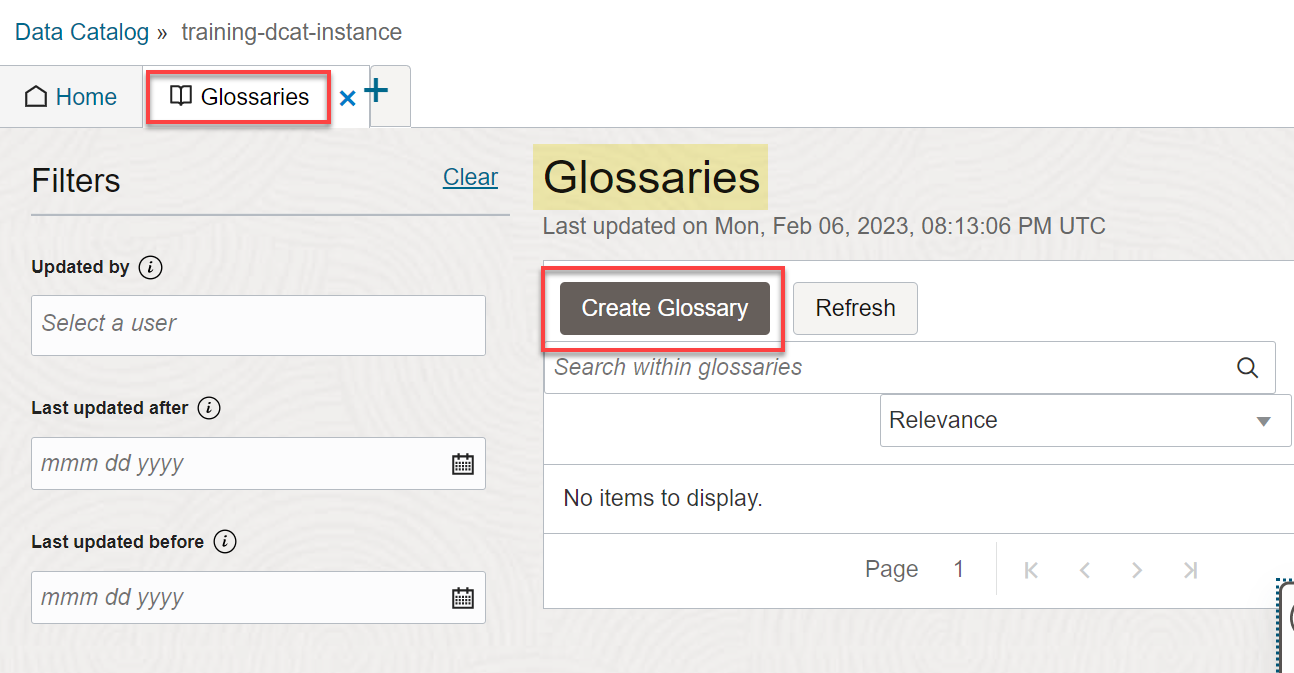 Data Catalog » training-dcat-instance
Home
Glossaries
Filters
Clear
Updated by
Select a user
Last updated after
mmm dd yyyy
Last updated before
mmm dd yyyy
Glossaries
Last updated on Mon, Feb 06, 2023, 08:13:06 PM UTC
Create Glossary
Refresh
Search within glossaries
Relevance
No items to display.
Page 1